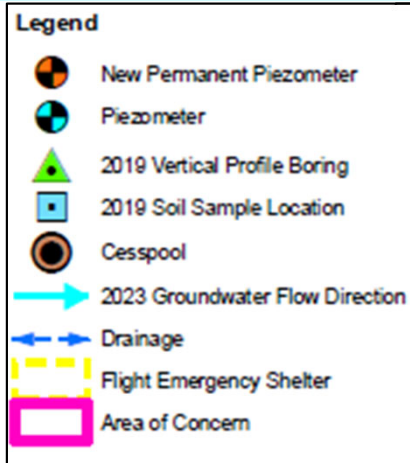 Legend
New Permanent Piezometer
Piezometer
2019 Vertical Profile Boring
2019 Soil Sample Location
Cesspool
2023 Groundwater Flow Direction
Drainage
Flight Emergency Shelter
Area of Concern